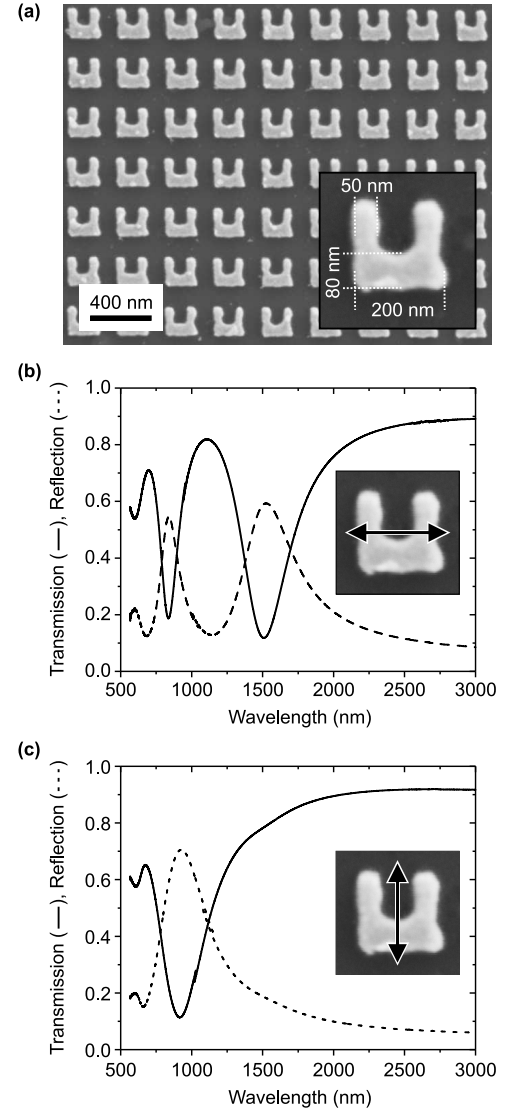 (a)
50 nm
80 nm
200 nm
400 nm
(b)
1.0
0.8
0.6
0.4
0.2
0.0
Transmission (—), Reflection (- - -)
500 1000 1500 2000 2500 3000
Wavelength (nm)
(c)
1.0
0.8
0.6
0.4
0.2
0.0
Transmission (—), Reflection (- - -)
500 1000 1500 2000 2500 3000
Wavelength (nm)